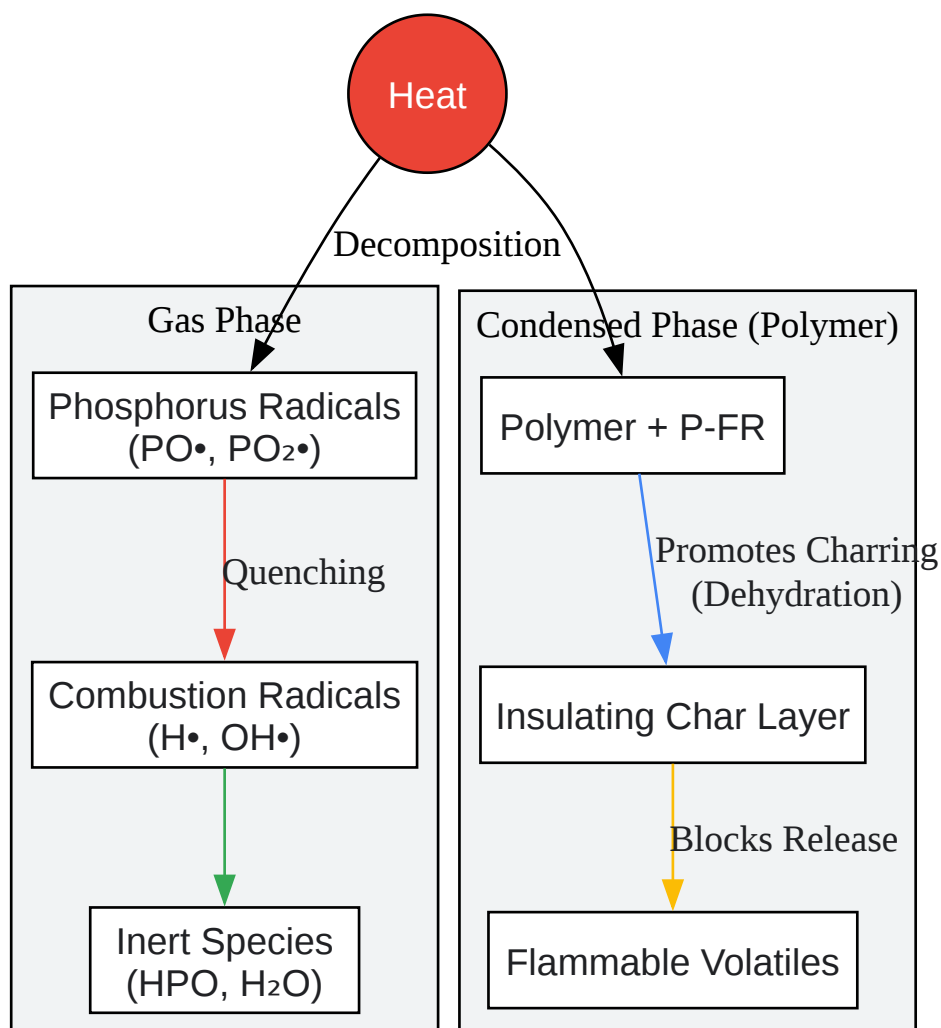 Heat
Decomposition
Gas Phase
Phosphorus Radicals
(PO•, PO₂•)
Quenching
Combustion Radicals
(H•, OH•)
Inert Species
(HPO, H₂O)
Condensed Phase (Polymer)
Polymer + P-FR
Promotes Charring
(Dehydration)
Insulating Char Layer
Blocks Release
Flammable Volatiles